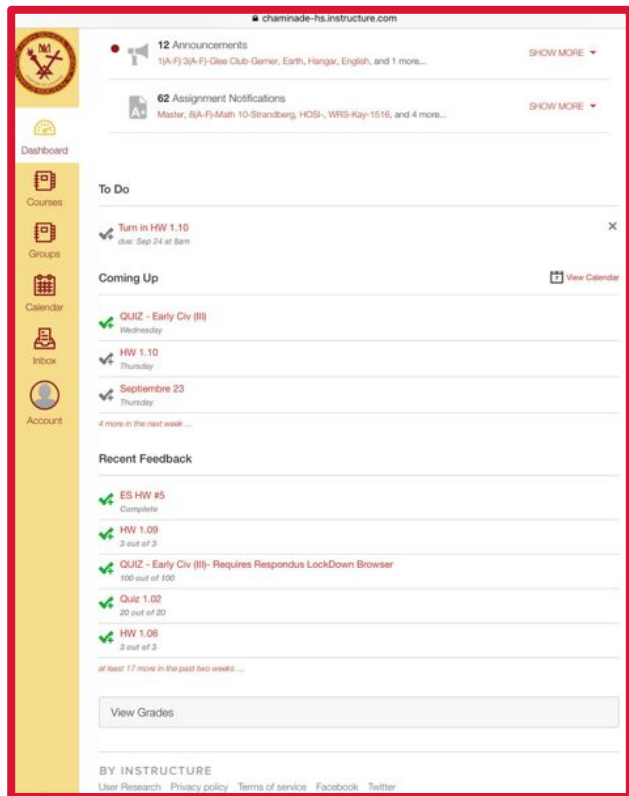 chaminade-hs.instructure.com
12 Announcements
1(A-F) 3(A-F)-Glee Club-Gerner, Earth, Hangar, English, and 1 more...
SHOW MORE
62 Assignment Notifications
Master, 8(A-F)-Math 10-Strandberg, HOSI-, WRS-Kay-1516, and 4 more...
SHOW MORE
Dashboard
Courses
Groups
Calendar
Inbox
Account
To Do
Turn in HW 1.10
due: Sep 24 at 8am
Coming Up
View Calendar
QUIZ - Early Civ (III)
Wednesday
HW 1.10
Thursday
Septiembre 23
Thursday
4 more in the next week ...
Recent Feedback
ES HW #5
Complete
HW 1.09
3 out of 3
QUIZ - Early Civ (III)- Requires Respondus LockDown Browser
100 out of 100
Quiz 1.02
20 out of 20
HW 1.06
3 out of 3
at least 17 more in the past two weeks ....
View Grades
BY INSTRUCTURE
User Research Privacy policy Terms of service Facebook Twitter